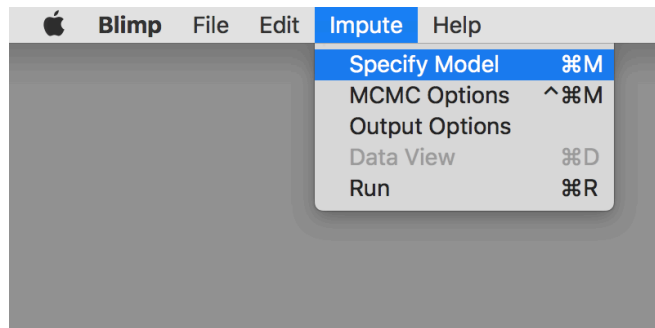 Blimp File Edit Impute Help
Specify Model ⌘M
MCMC Options ^⌘M
Output Options
Data View ⌘D
Run ⌘R